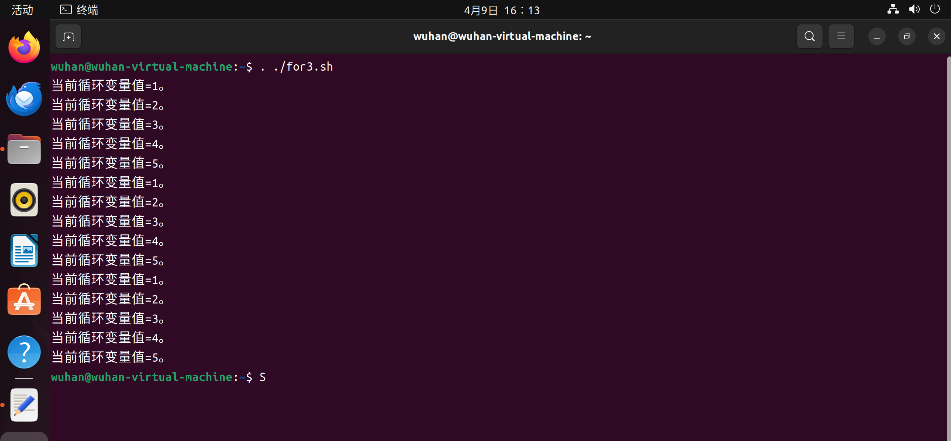 活动 终端 4月9日 16：13
wuhan@wuhan-virtual-machine: ~
wuhan@wuhan-virtual-machine:~$ . ./for3.sh
当前循环变量值=1。
当前循环变量值=2。
当前循环变量值=3。
当前循环变量值=4。
当前循环变量值=5。
当前循环变量值=1。
当前循环变量值=2。
当前循环变量值=3。
当前循环变量值=4。
当前循环变量值=5。
当前循环变量值=1。
当前循环变量值=2。
当前循环变量值=3。
当前循环变量值=4。
当前循环变量值=5。
wuhan@wuhan-virtual-machine:~$ S